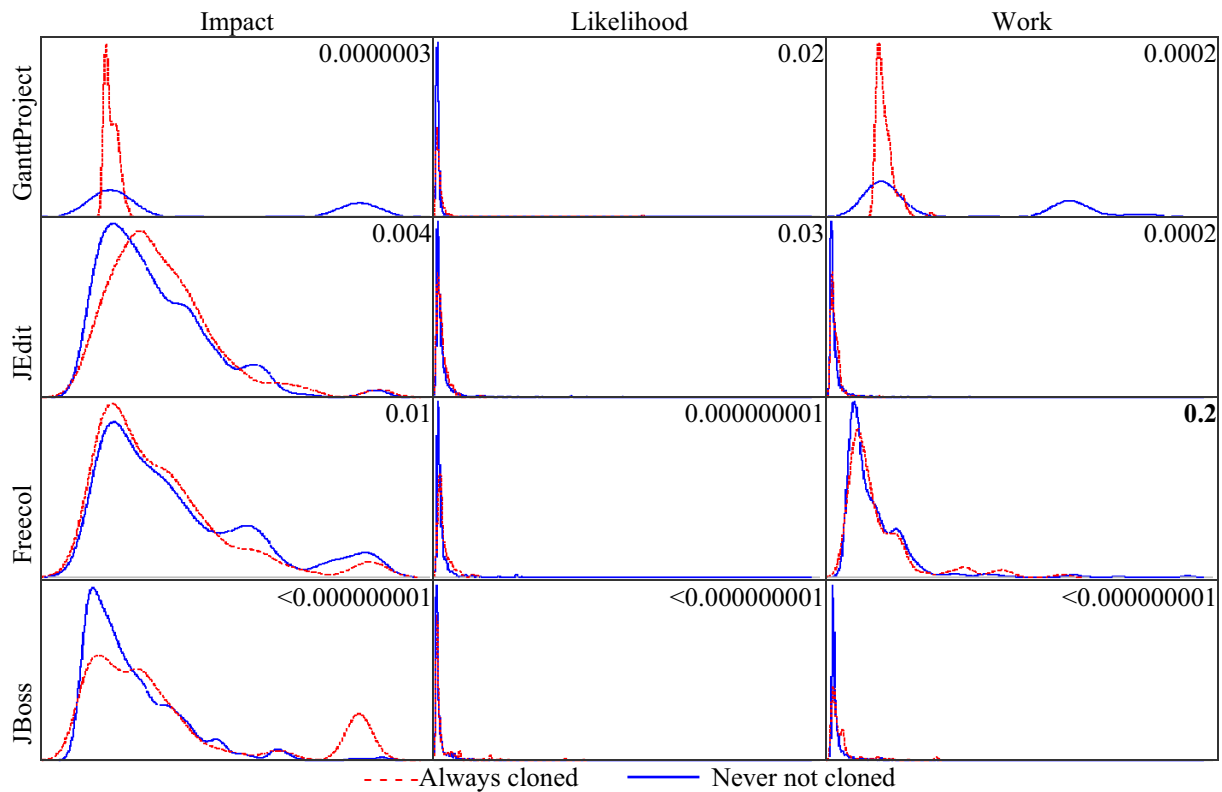 Impact Likelihood Work
GanttProject 0.0000003 0.02 0.0002
JEdit 0.004 0.03 0.0002
Freecol 0.01 0.000000001 0.2
JBoss <0.000000001 <0.000000001 <0.000000001
Always cloned Never not cloned